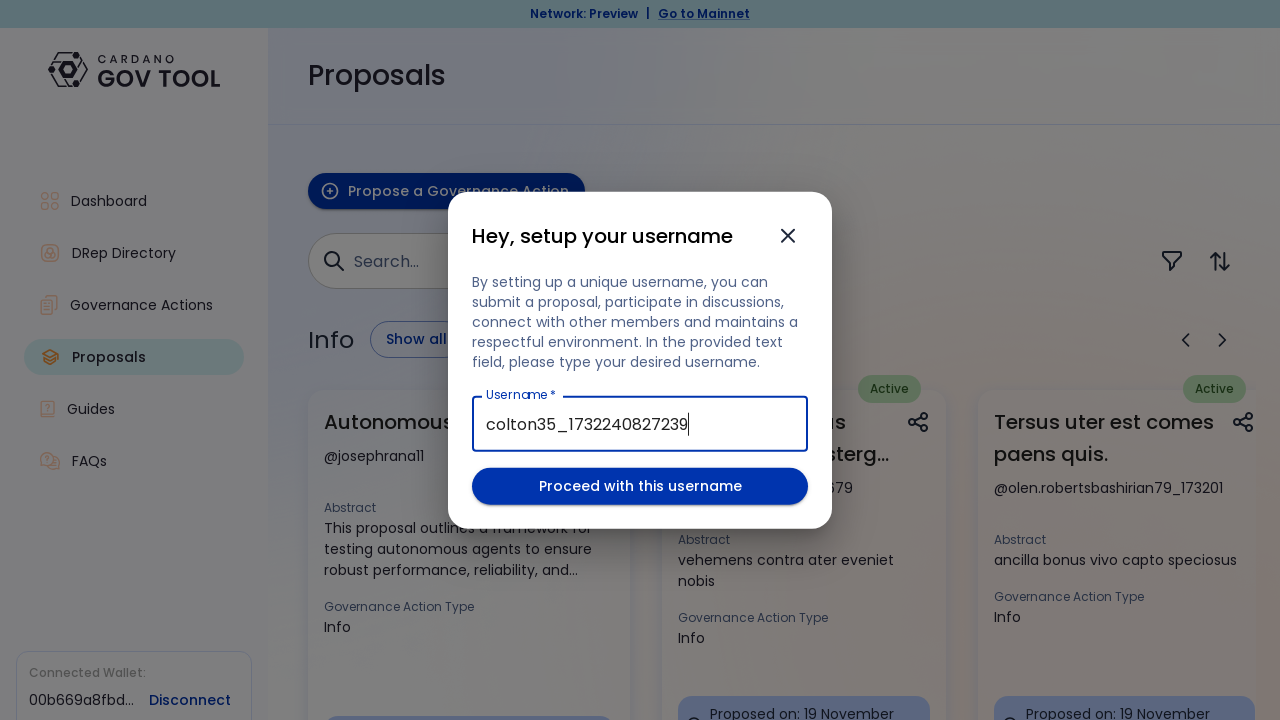 Network: Preview | Go to Mainnet
CARDANO
GOV TOOL
Dashboard
DRep Directory
Governance Actions
Proposals
Guides
FAQs
Connected Wallet:
00b669a8fbd... Disconnect
Proposals
Propose a Governance Action
Search...
Info Show all
Hey, setup your username
By setting up a unique username, you can
submit a proposal, participate in discussions,
connect with other members and maintains a
respectful environment. In the provided text
field, please type your desired username.
Username *
colton35_1732240827239
Proceed with this username
Autonomous
@josephrana11
Abstract
This proposal outlines a framework for
testing autonomous agents to ensure
robust performance, reliability, and...
Governance Action Type
Info
Active
Abstract
vehemens contra ater eveniet
nobis
Governance Action Type
Info
Proposed on: 19 November
Active
Tersus uter est comes
paens quis.
@olen.robertsbashirian79_173201
Abstract
ancilla bonus vivo capto speciosus
Governance Action Type
Info
Proposed on: 19 November